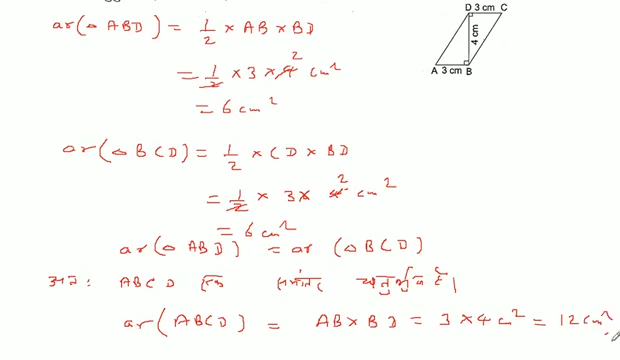 D 3 cm C
4 cm
A 3 cm B
ar(△ ABD) = 1/2 × AB × BD
= 1/2 × 3 × 4 2 cm²
= 6 cm²
ar(△ BCD) = 1/2 × CD × BD
= 1/2 × 3 × 4 2 cm²
= 6 cm²
ar(△ ABD) = ar (△ BCD)
अतः ABCD एक समांतर चतुर्भुज है।
ar(ABCD) = AB × BD = 3 × 4 cm² = 12 cm²